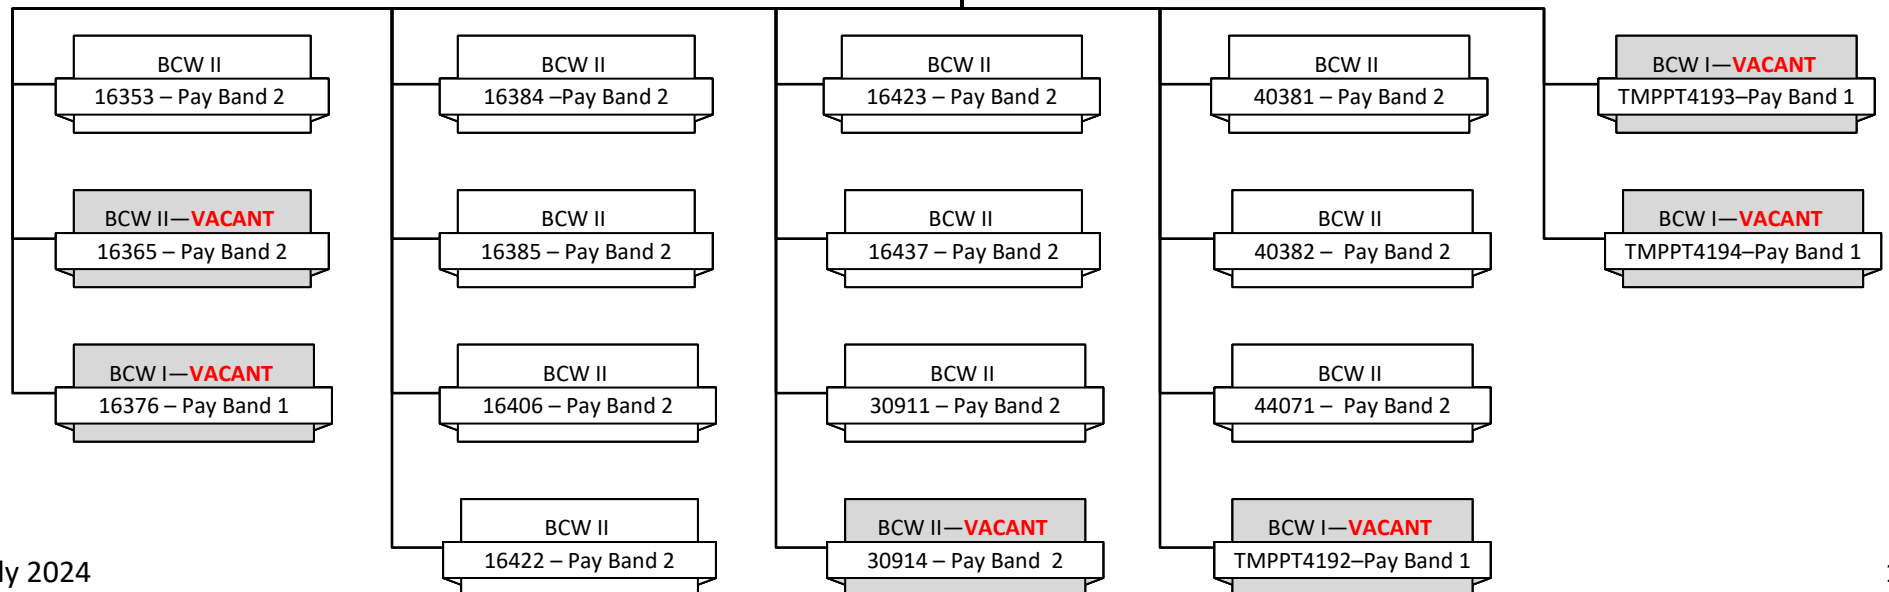 BCW II
16353 – Pay Band 2
BCW II—VACANT
16365 – Pay Band 2
BCW I—VACANT
16376 – Pay Band 1
BCW II
16384 –Pay Band 2
BCW II
16385 – Pay Band 2
BCW II
16406 – Pay Band 2
BCW II
16422 – Pay Band 2
BCW II
16423 – Pay Band 2
BCW II
16437 – Pay Band 2
BCW II
30911 – Pay Band 2
BCW II—VACANT
30914 – Pay Band  2
BCW II
40381 – Pay Band 2
BCW II
40382 –  Pay Band 2
BCW II
44071 –  Pay Band 2
BCW I—VACANT
TMPPT4192–Pay Band 1
BCW I—VACANT
TMPPT4193–Pay Band 1
BCW I—VACANT
TMPPT4194–Pay Band 1
ly 2024